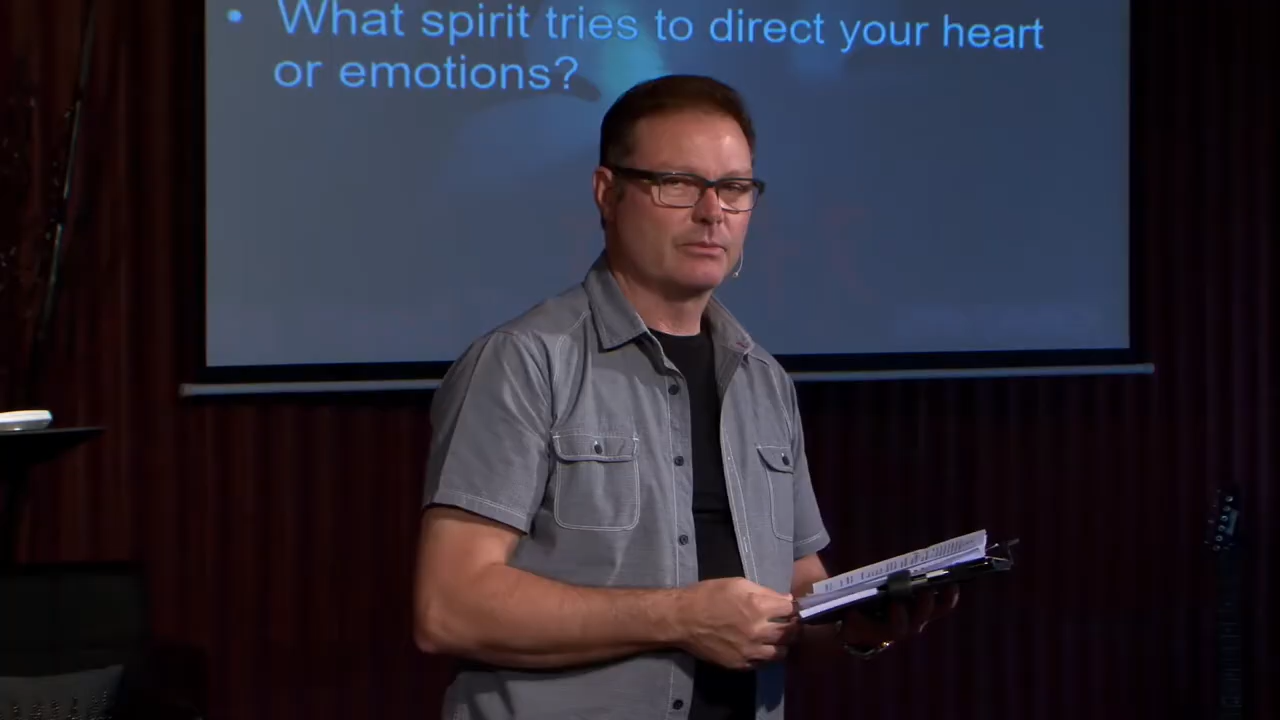 • What spirit tries to direct your heart
or emotions?